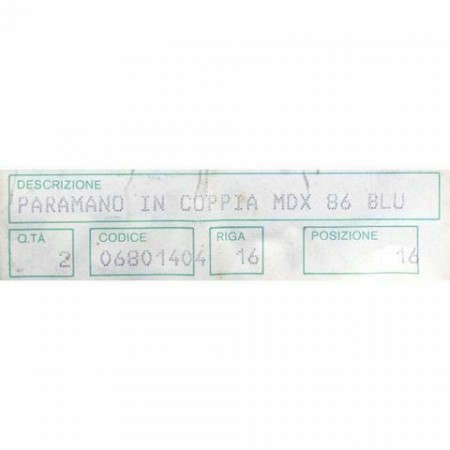 DESCRIZIONE
PARAMANO IN COPPIA MDX 86 BLU
Q.TÀ CODICE RIGA POSIZIONE
2 06801404 16 16